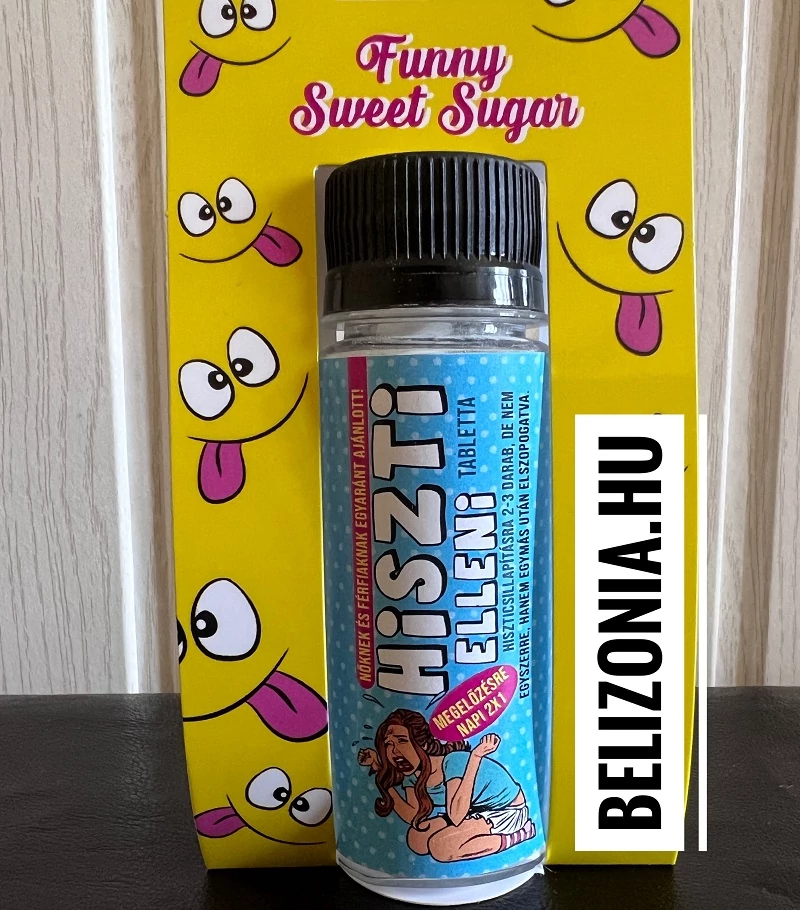 Funny
Sweet Sugar
NŐKNEK ÉS FÉRFIAKNAK EGYARÁNT AJÁNLOTT!
HiSZTi
ELLENi TABLETTA
HISZTICSILLAPÍTÁSRA 2-3 DARAB, DE NEM
EGYSZERRE, HANEM EGYMÁS UTÁN ELSZOPOGATVA.
MEGELŐZÉSRE
NAPI 2X1
BELIZONIA.HU